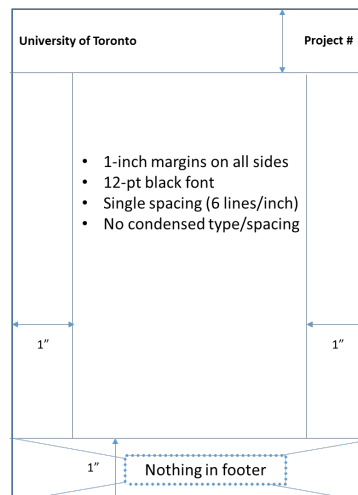 University of Toronto Project #
• 1-inch margins on all sides
• 12-pt black font
• Single spacing (6 lines/inch)
• No condensed type/spacing
1” 1”
1” Nothing in footer